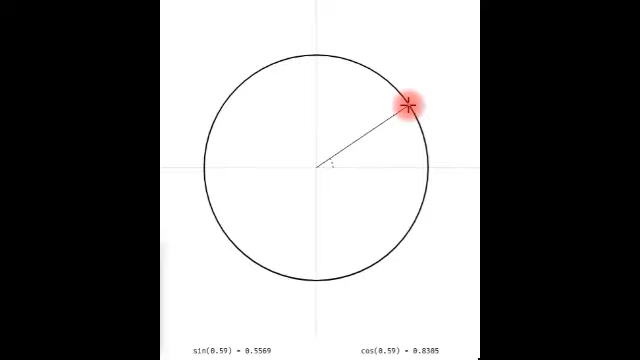 sin(0.59) = 0.5569
cos(0.59) = 0.8305